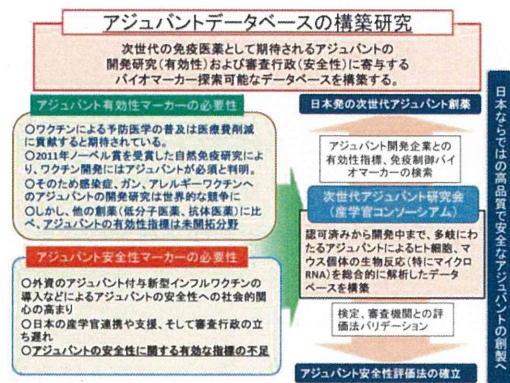 アジュバントデータベースの構築研究
次世代の免疫医薬として期待されるアジュバントの
開発研究(有効性)および審査行政(安全性)に寄与する
バイオマーカー探索可能なデータベースを構築する。
アジュバント有効性マーカーの必要性
○ワクチンによる予防医学の普及は医療費削減
に貢献すると期待されている。
○2011年ノーベル賞を受賞した自然免疫研究によ
り、ワクチン開発にはアジュバントが必須と判明。
○そのため感染症、ガン、アレルギーワクチンへ
のアジュバントの開発研究は世界的な競争に
○しかし、他の創薬(低分子医薬、抗体医薬)に比
べ、アジュバントの有効性指標は未開拓分野
アジュバント安全性マーカーの必要性
○外資のアジュバント付与新型インフルワクチンの
導入などによるアジュバントの安全性への社会的関
心の高まり
○日本の産学官連携や支援、そして審査行政の立
ち遅れ
○アジュバントの安全性に関する有効な指標の不足
日本発の次世代アジュバント創薬
アジュバント開発企業との
有効性指標、免疫制御バイ
オマーカーの検索
次世代アジュバント研究会
(産学官コンソーシアム)
認可済みから開発中まで、多岐にわ
たるアジュバントによるヒト細胞、マ
ウス個体の生物反応(特にマイクロ
RNA)を総合的に解析したデータ
ベースを構築
検定、審査機関との評
価法バリデーション
アジュバント安全性評価法の確立
日本ならではの高品質で安全なアジュバントの創製へ